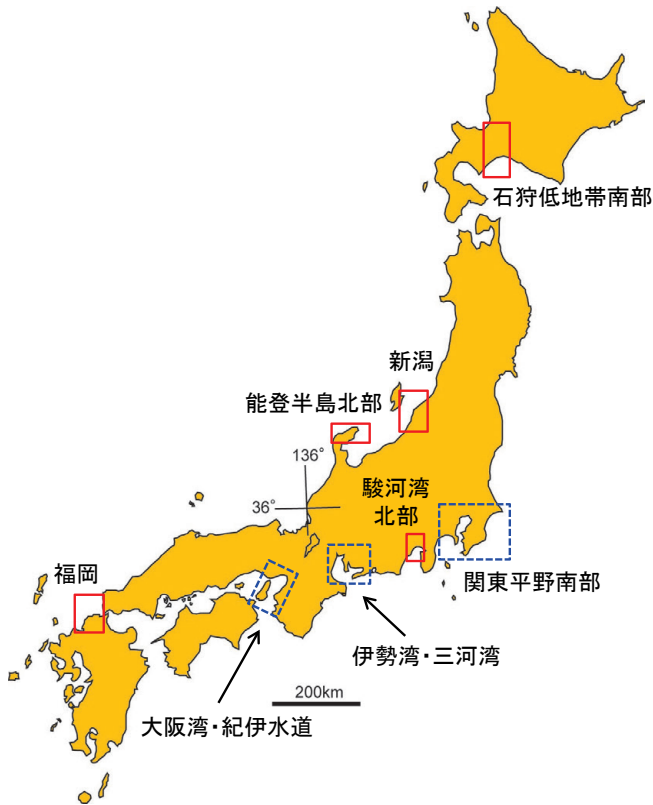 石狩低地帯南部
新潟
能登半島北部
136°
36°
駿河湾
北部
関東平野南部
福岡
伊勢湾・三河湾
200km
大阪湾・紀伊水道